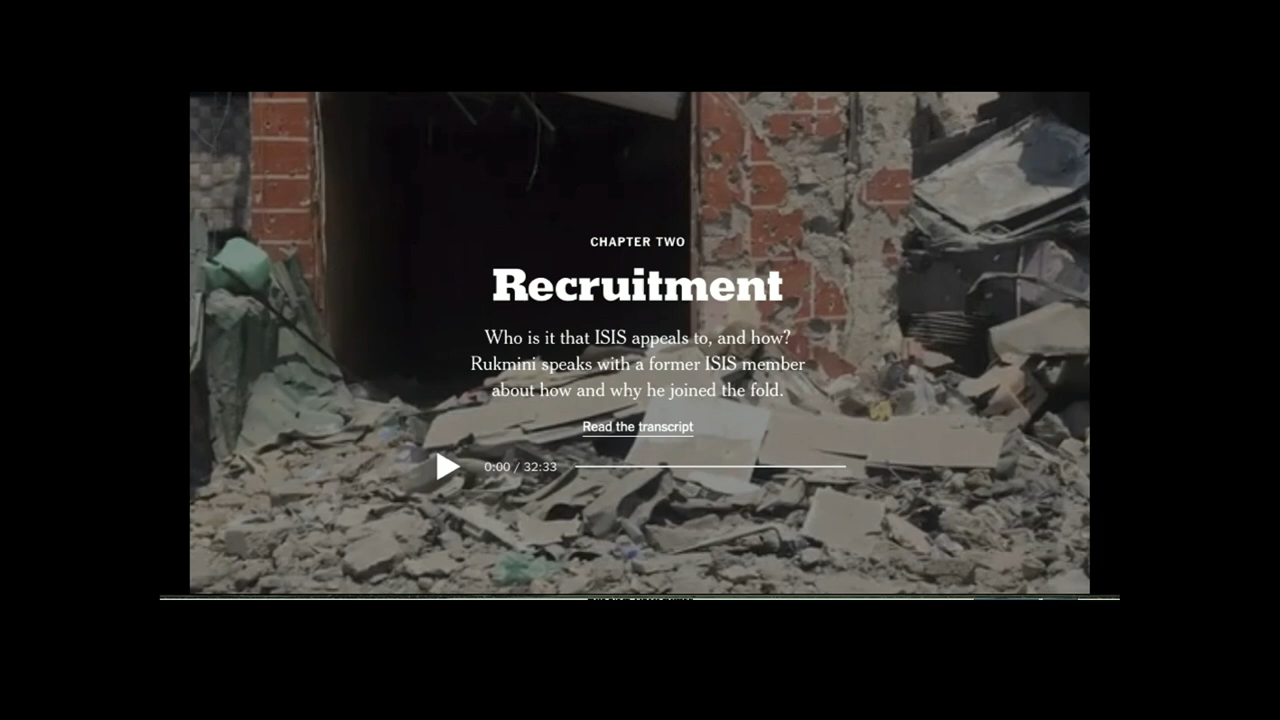 CHAPTER TWO
Recruitment
Who is it that ISIS appeals to, and how?
Rukmini speaks with a former ISIS member
about how and why he joined the fold.
Read the transcript
0:00 / 32:33